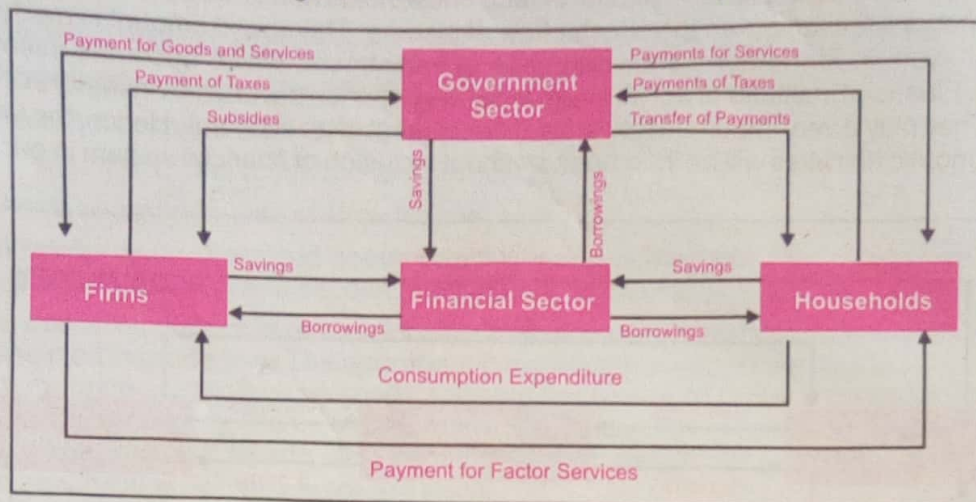 Payment for Goods and Services
Payment of Taxes
Subsidies
Government
Sector
Payments for Services
Payments of Taxes
Transfer of Payments
Savings
Borrowings
Firms
Savings
Borrowings
Financial Sector
Savings
Borrowings
Households
Consumption Expenditure
Payment for Factor Services